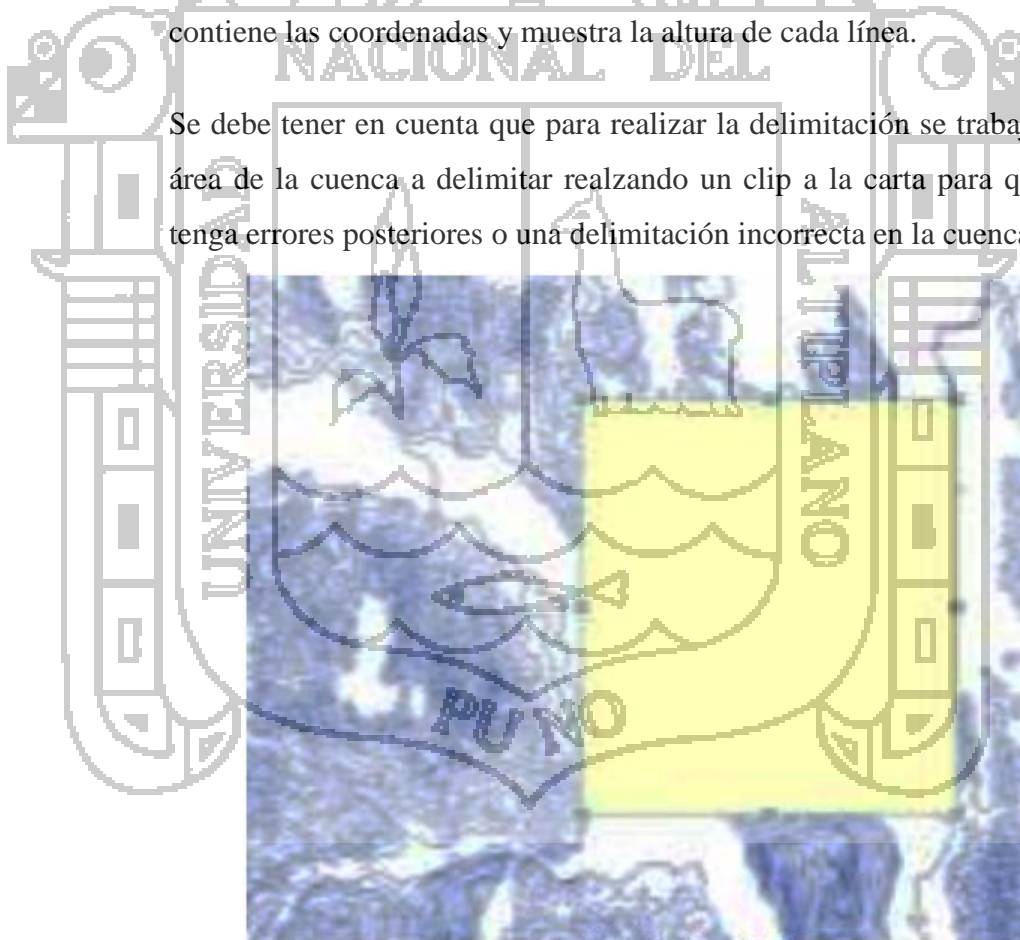 contiene las coordenadas y muestra la altura de cada línea.
NACIONAL DEL
Se debe tener en cuenta que para realizar la delimitación se trabaj
área de la cuenca a delimitar realzando un clip a la carta para q
tenga errores posteriores o una delimitación incorrecta en la cuenca
UNIVERSIDAD
ALTIPLANO
PUNO